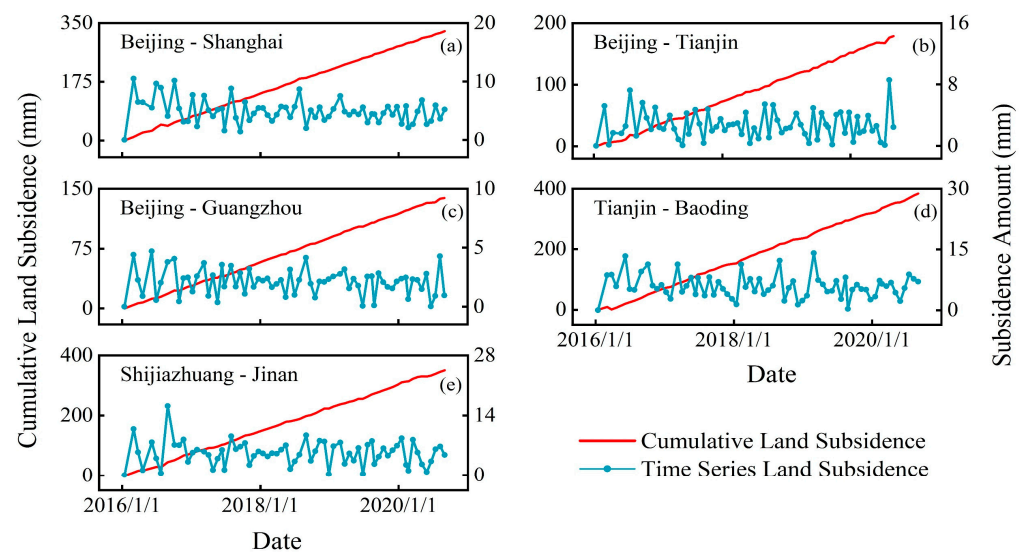 Cumulative Land Subsidence (mm)
350
175
0
Beijing - Shanghai
(a)
20
10
0
200
100
0
Beijing - Tianjin
(b)
16
8
0
150
75
0
Beijing - Guangzhou
(c)
10
5
0
400
200
0
Tianjin - Baoding
(d)
30
15
0
2016/1/1
2018/1/1
2020/1/1
Date
400
200
0
Shijiazhuang - Jinan
(e)
28
14
0
2016/1/1
2018/1/1
2020/1/1
Date
Subsidence Amount (mm)
Cumulative Land Subsidence
Time Series Land Subsidence